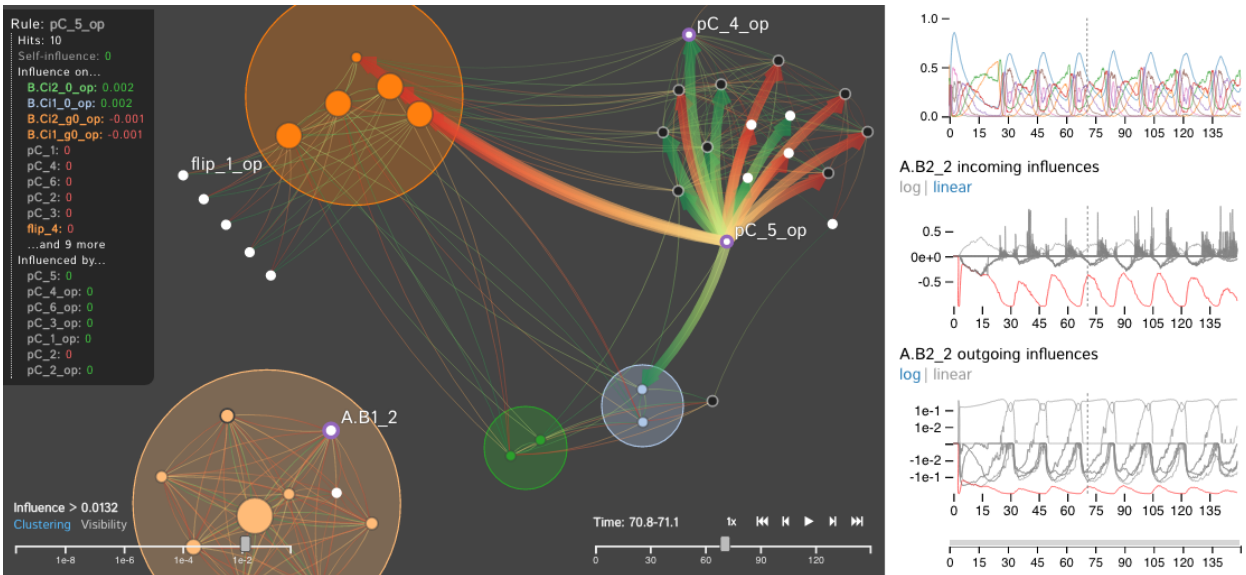 Rule: pC_5_op
Hits: 10
Self-influence: 0
Influence on...
B.Ci2_0_op: 0.002
B.Ci1_0_op: 0.002
B.Ci2_g0_op: -0.001
B.Ci1_g0_op: -0.001
pC_1: 0
pC_4: 0
pC_6: 0
pC_2: 0
pC_3: 0
flip_4: 0
...and 9 more
Influenced by...
pC_5: 0
pC_4_op: 0
pC_6_op: 0
pC_3_op: 0
pC_1_op: 0
pC_2: 0
pC_2_op: 0
flip_1_op
pC_4_op
pC_5_op
A.B1_2
Influence > 0.0132
Clustering Visibility
1e-8 1e-6 1e-4 1e-2
Time: 70.8-71.1 1x
0 30 60 90 120
1.0
0.5
0.0
0 15 30 45 60 75 90 105 120 135
A.B2_2 incoming influences
log | linear
0.5
0e+0
-0.5
0 15 30 45 60 75 90 105 120 135
A.B2_2 outgoing influences
log | linear
1e-1
1e-2
-1e-2
-1e-1
0 15 30 45 60 75 90 105 120 135
0 15 30 45 60 75 90 105 120 135